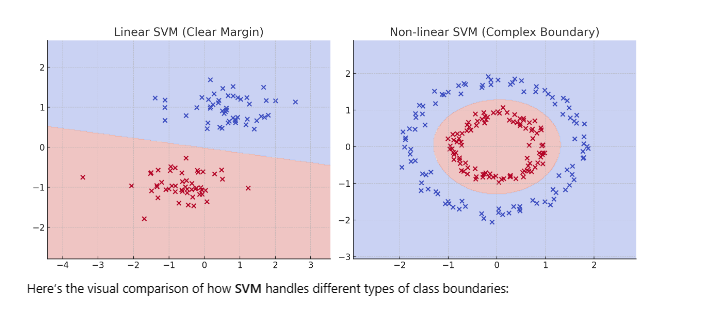 Linear SVM (Clear Margin)
2
1
0
−1
−2
−4 −3 −2 −1 0 1 2 3
Non-linear SVM (Complex Boundary)
2
1
0
−1
−2
−3
−2 −1 0 1 2
Here's the visual comparison of how SVM handles different types of class boundaries: